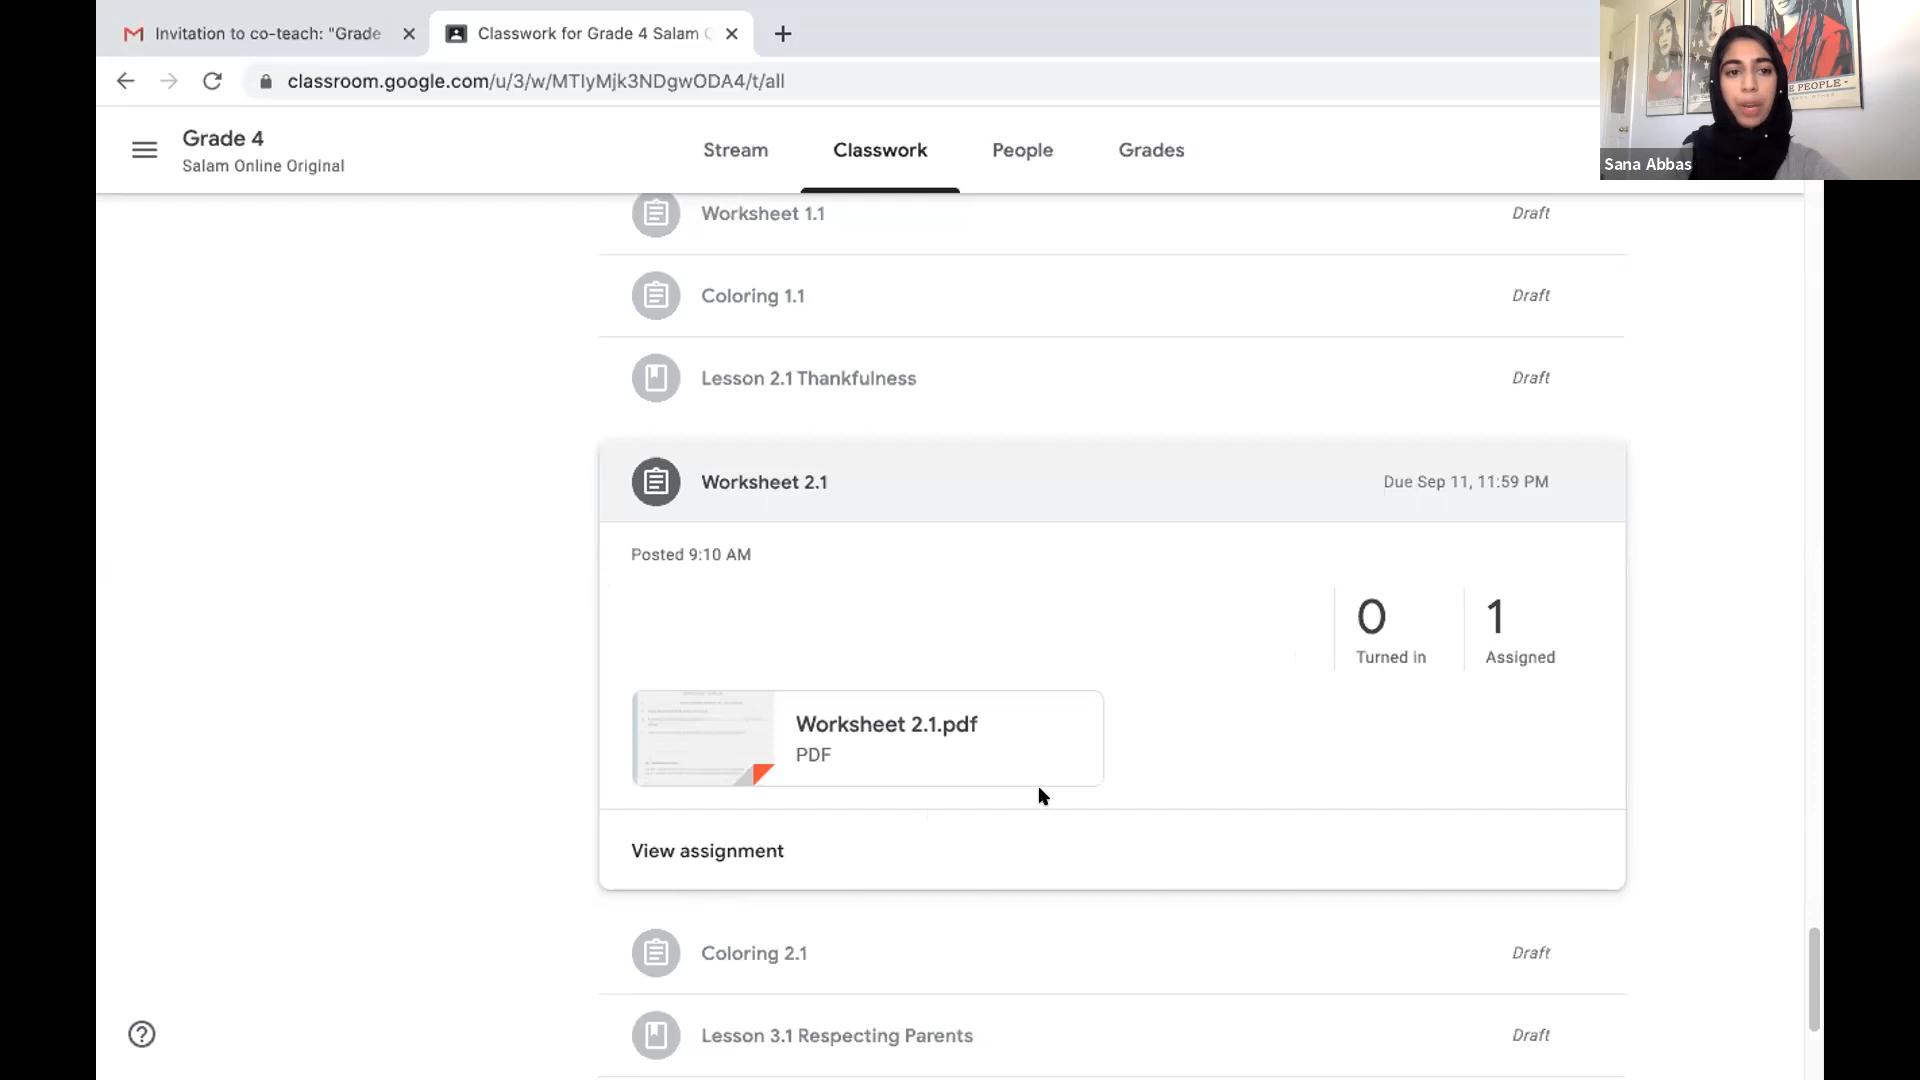 Invitation to co-teach: "Grade
Classwork for Grade 4 Salam
classroom.google.com/u/3/w/MTIyMjk3NDgwODA4/t/all
Grade 4
Salam Online Original
Stream
Classwork
People
Grades
E PEOPLE -
Sana Abbas
Worksheet 1.1
Draft
Coloring 1.1
Draft
Lesson 2.1 Thankfulness
Draft
Worksheet 2.1
Due Sep 11, 11:59 PM
Posted 9:10 AM
0
1
Turned in
Assigned
Worksheet 2.1.pdf
PDF
View assignment
Coloring 2.1
Draft
Lesson 3.1 Respecting Parents
Draft